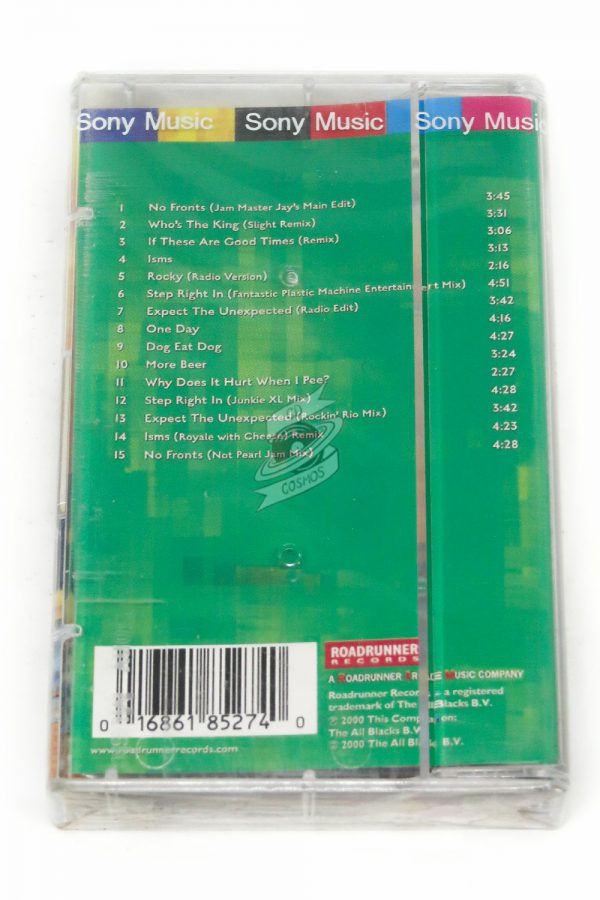 Sony Music Sony Music Sony Music
1 No Fronts (Jam Master Jay's Main Edit) 3:45
2 Who's The King (Slight Remix) 3:31
3 If These Are Good Times (Remix) 3:06
4 Isms 3:13
5 Rocky (Radio Version) 2:16
6 Step Right In (Fantastic Plastic Machine Entertainment Mix) 4:51
7 Expect The Unexpected (Radio Edit) 3:42
8 One Day 4:16
9 Dog Eat Dog 4:27
10 More Beer 3:24
11 Why Does It Hurt When I Pee? 2:27
12 Step Right In (Junkie XL Mix) 4:28
13 Expect The Unexpected (Rockin' Rio Mix) 3:42
14 Isms (Royale with Cheese) Remix 4:23
15 No Fronts (Not Pearl Jam Mix) 4:28
COSMOS
ROADRUNNER
RECORDS
A ROADRUNNER ARCADE MUSIC COMPANY
Roadrunner Records is a registered
trademark of The All Blacks B.V.
℗ 2000 This Compilation:
The All Blacks B.V.
© 2000 The All Blacks B.V.
0 16861 85274 0
www.roadrunnerrecords.com